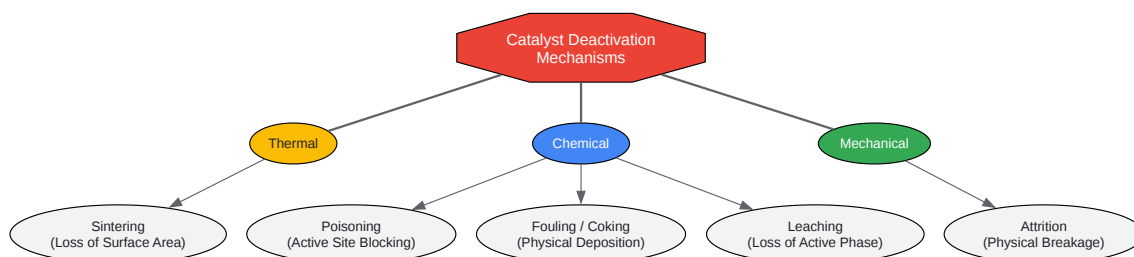 Catalyst Deactivation
Mechanisms
Thermal
Chemical
Mechanical
Sintering
(Loss of Surface Area)
Poisoning
(Active Site Blocking)
Fouling / Coking
(Physical Deposition)
Leaching
(Loss of Active Phase)
Attrition
(Physical Breakage)